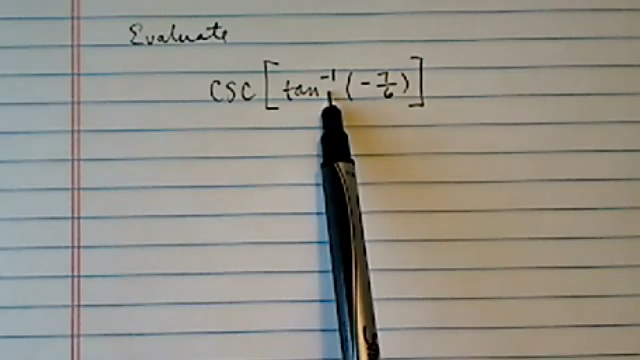 Evaluate
csc [tan⁻¹ (-7/6)]